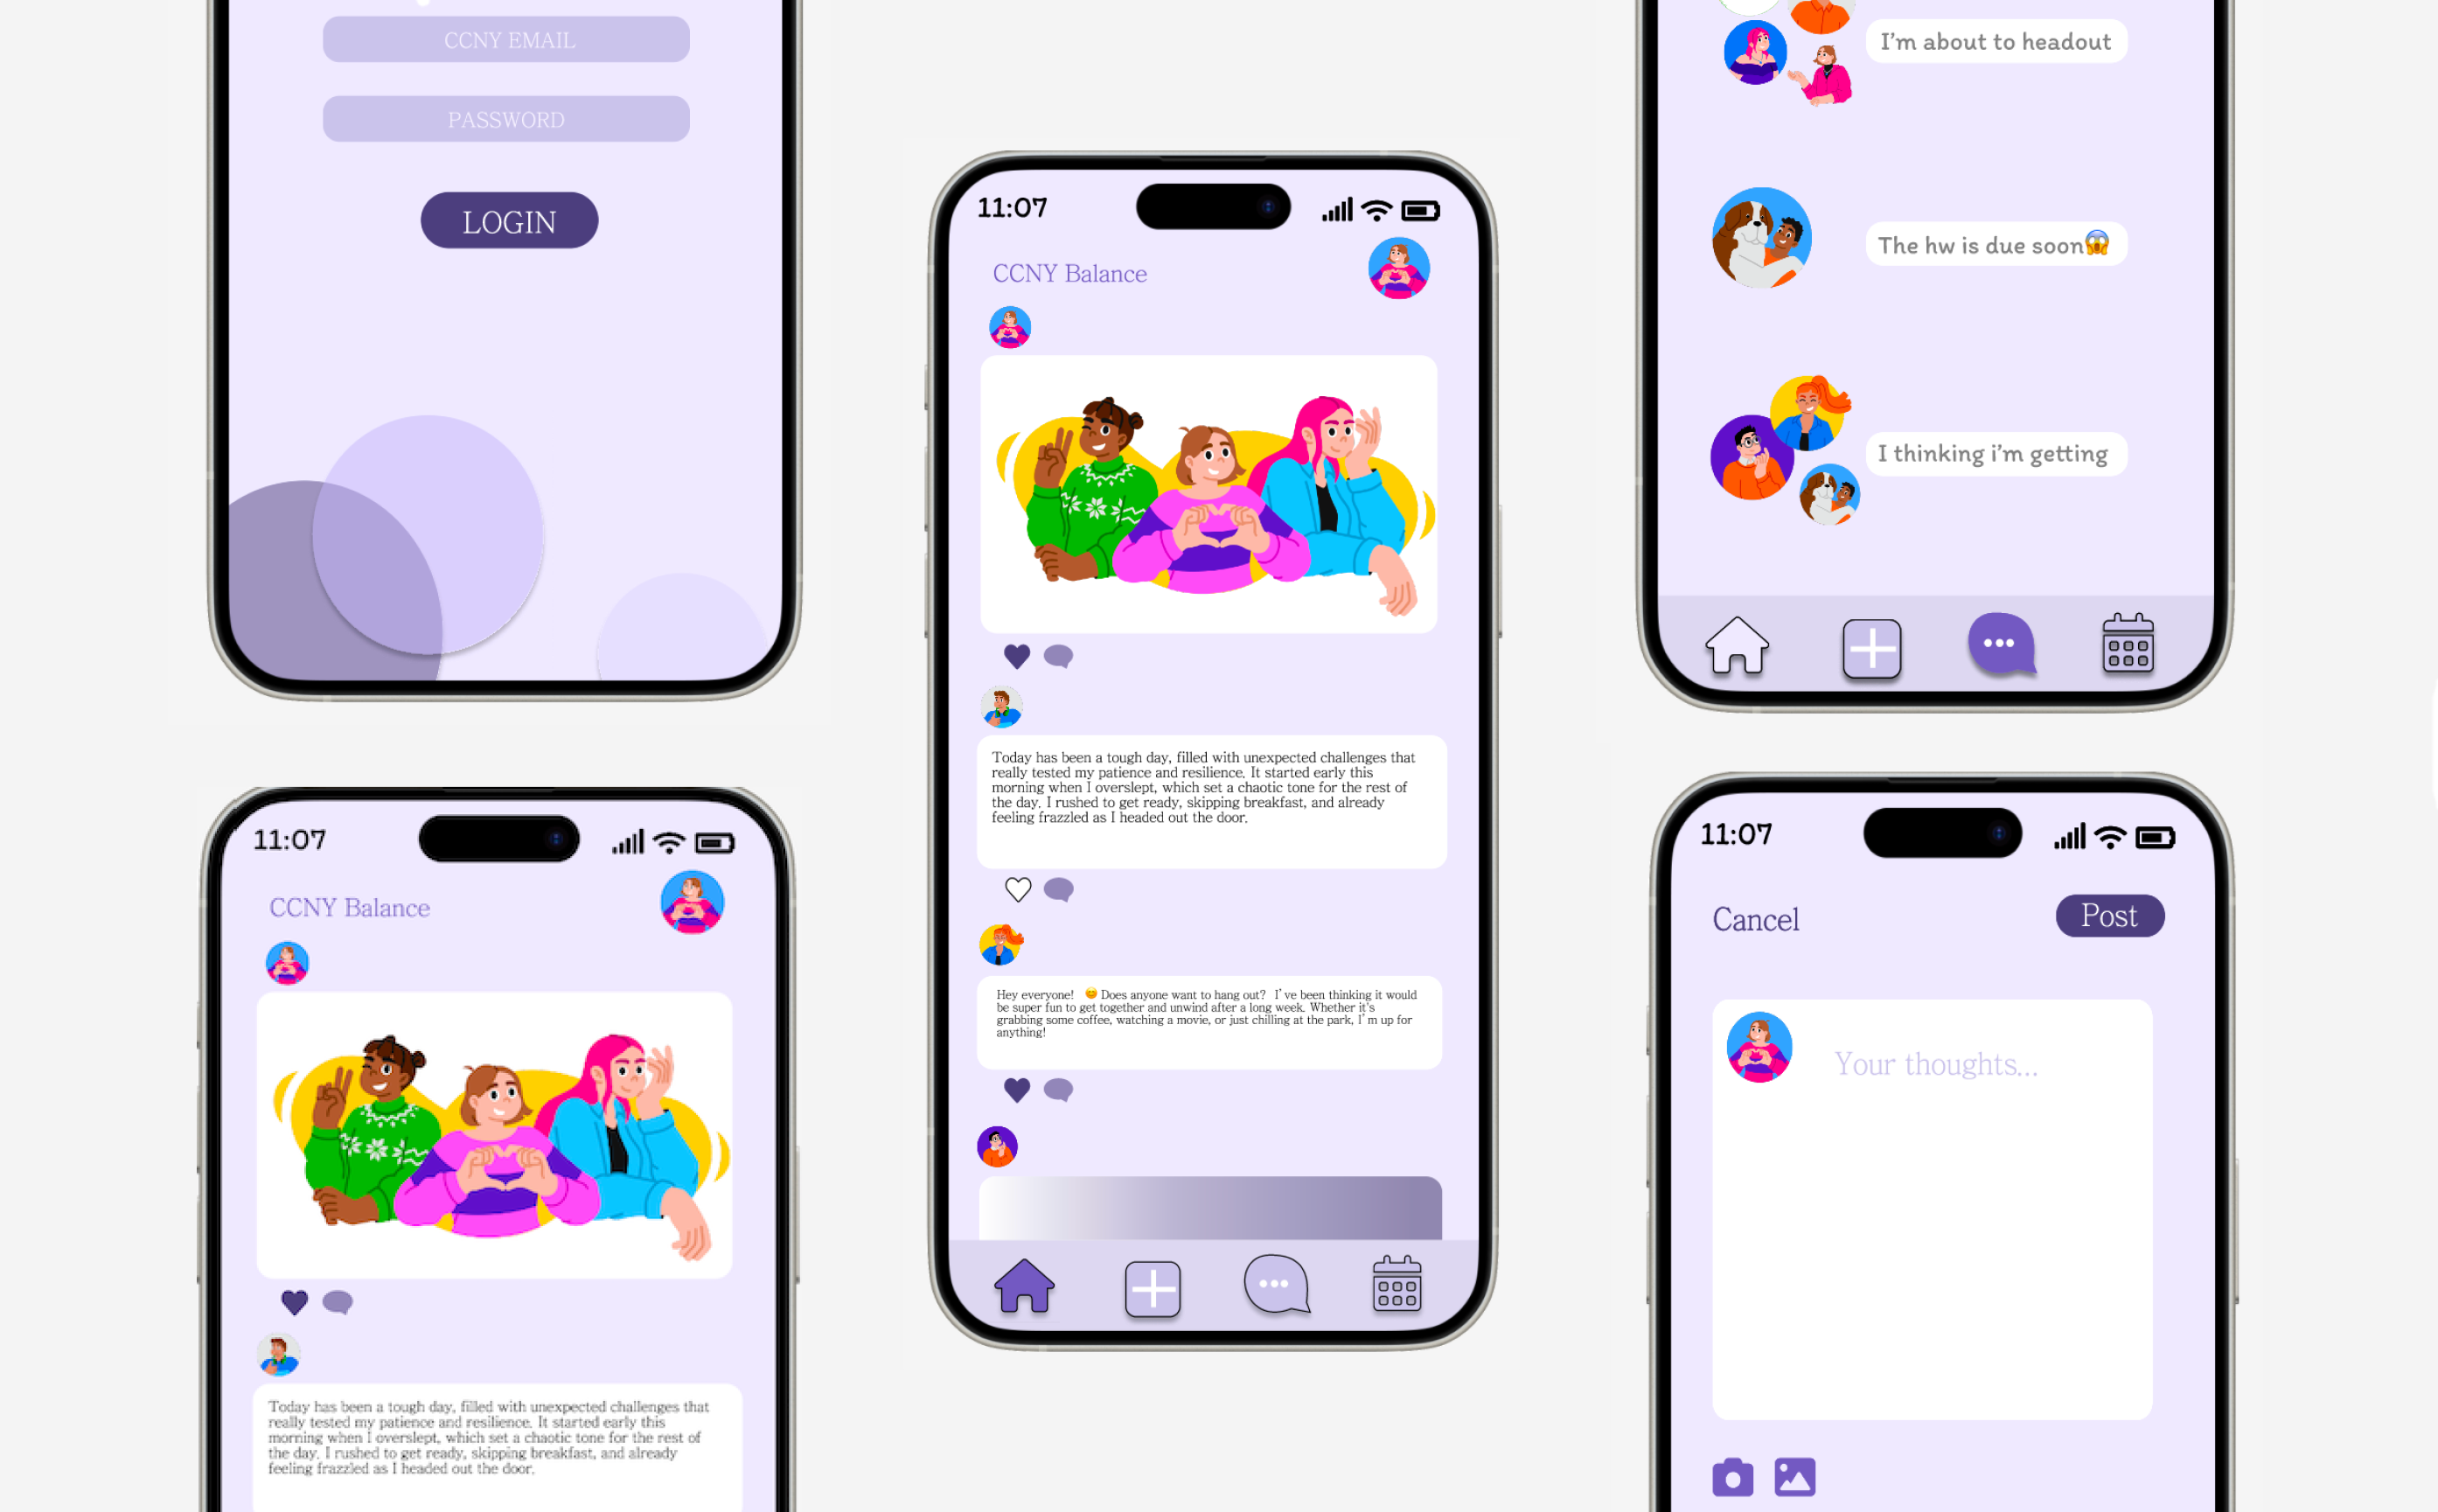 CCNY EMAIL
PASSWORD
LOGIN
11:07
CCNY Balance
Today has been a tough day, filled with unexpected challenges that
really tested my patience and resilience. It started early this
morning when I overslept, which set a chaotic tone for the rest of
the day. I rushed to get ready, skipping breakfast, and already
feeling frazzled as I headed out the door.
11:07
CCNY Balance
Today has been a tough day, filled with unexpected challenges that
really tested my patience and resilience. It started early this
morning when I overslept, which set a chaotic tone for the rest of
the day. I rushed to get ready, skipping breakfast, and already
feeling frazzled as I headed out the door.
Hey everyone! 😊 Does anyone want to hang out? I've been thinking it would
be super fun to get together and unwind after a long week. Whether it's
grabbing some coffee, watching a movie, or just chilling at the park, I'm up for
anything!
I'm about to headout
The hw is due soon😱
I thinking i'm getting
11:07
Cancel
Post
Your thoughts...